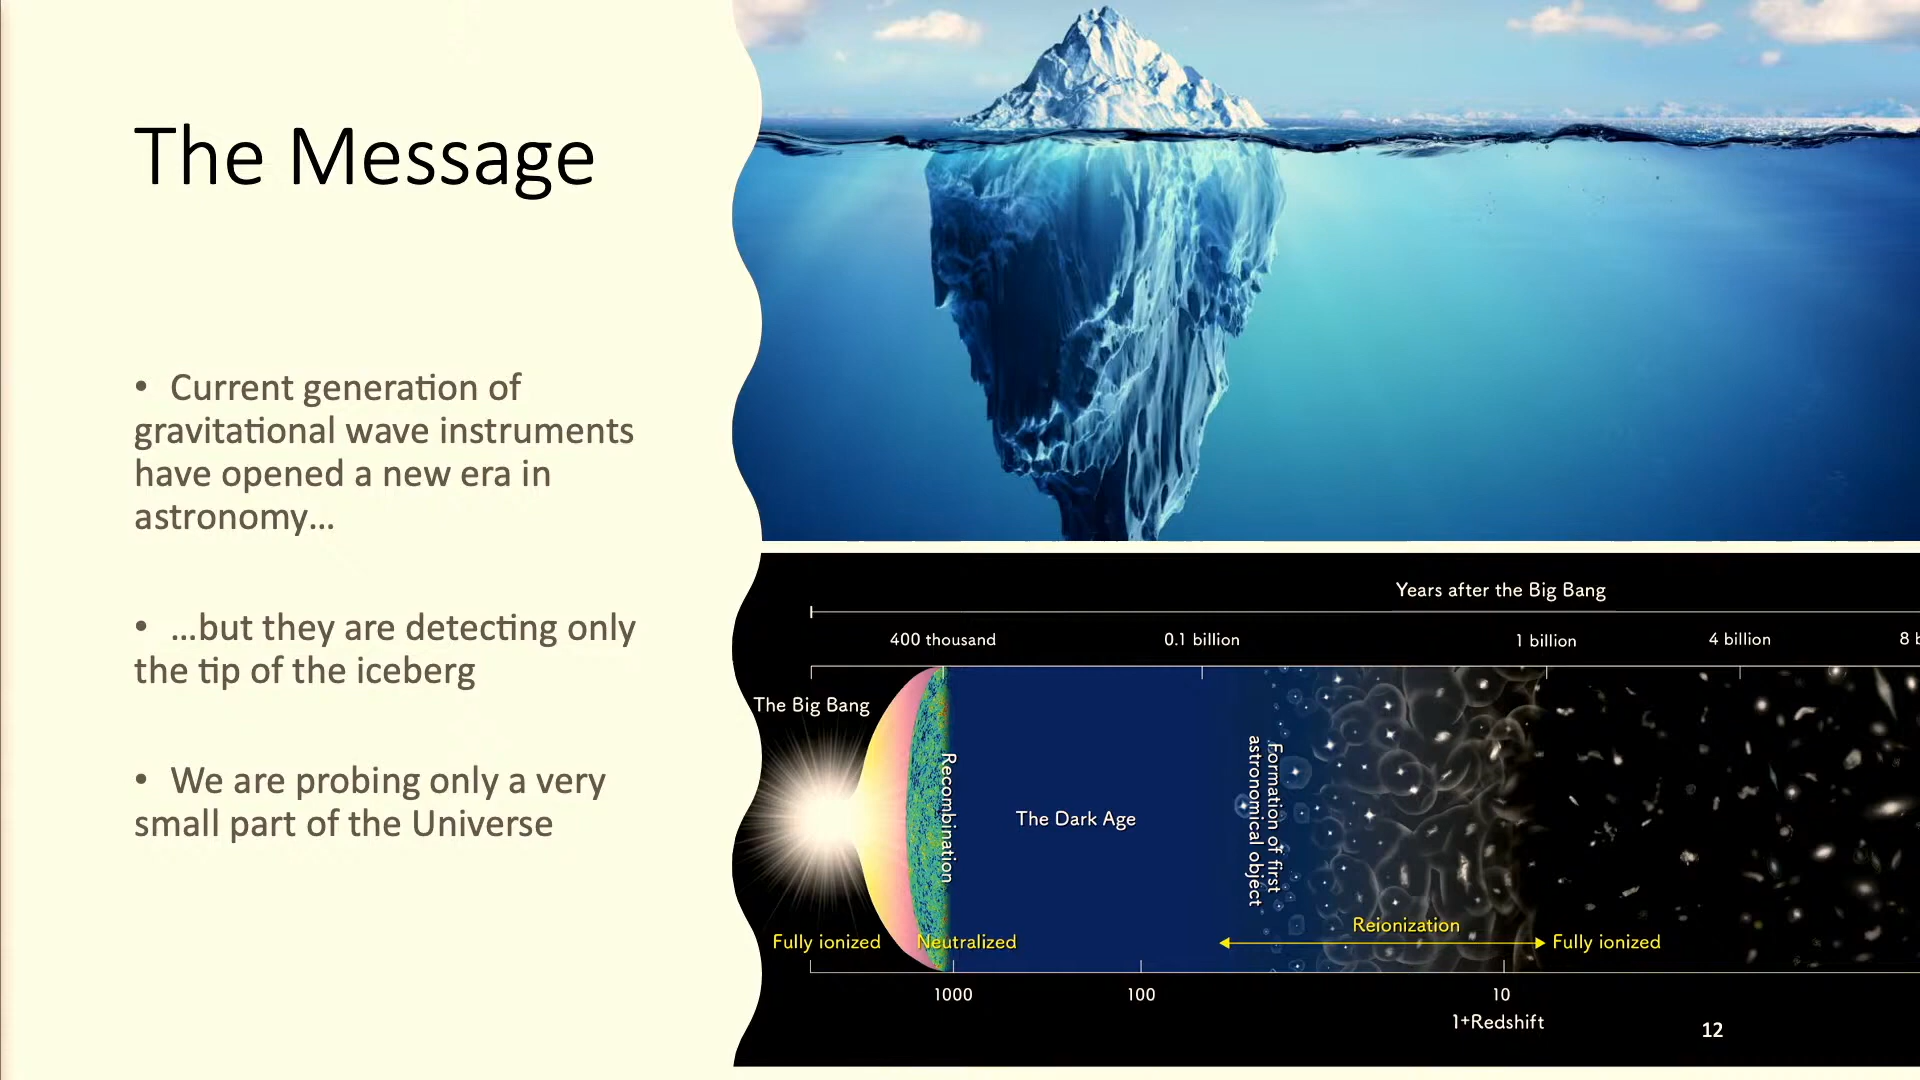 The Message
• Current generation of
gravitational wave instruments
have opened a new era in
astronomy...
• ...but they are detecting only
the tip of the iceberg
• We are probing only a very
small part of the Universe
Years after the Big Bang
400 thousand
0.1 billion
1 billion
4 billion
8 b
The Big Bang
Recombination
The Dark Age
Formation of first
astronomical object
Reionization
Fully ionized
Neutralized
Fully ionized
1000
100
10
1+Redshift
12